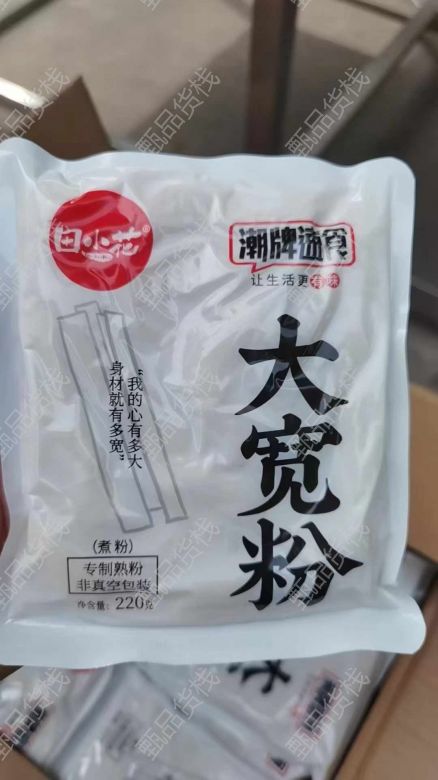 田小花®
潮牌速食
让生活更有味
大宽粉
“我的心有多大
身材就有多宽”
(煮粉)
专制熟粉
非真空包装
净含量：220克
甄品货栈